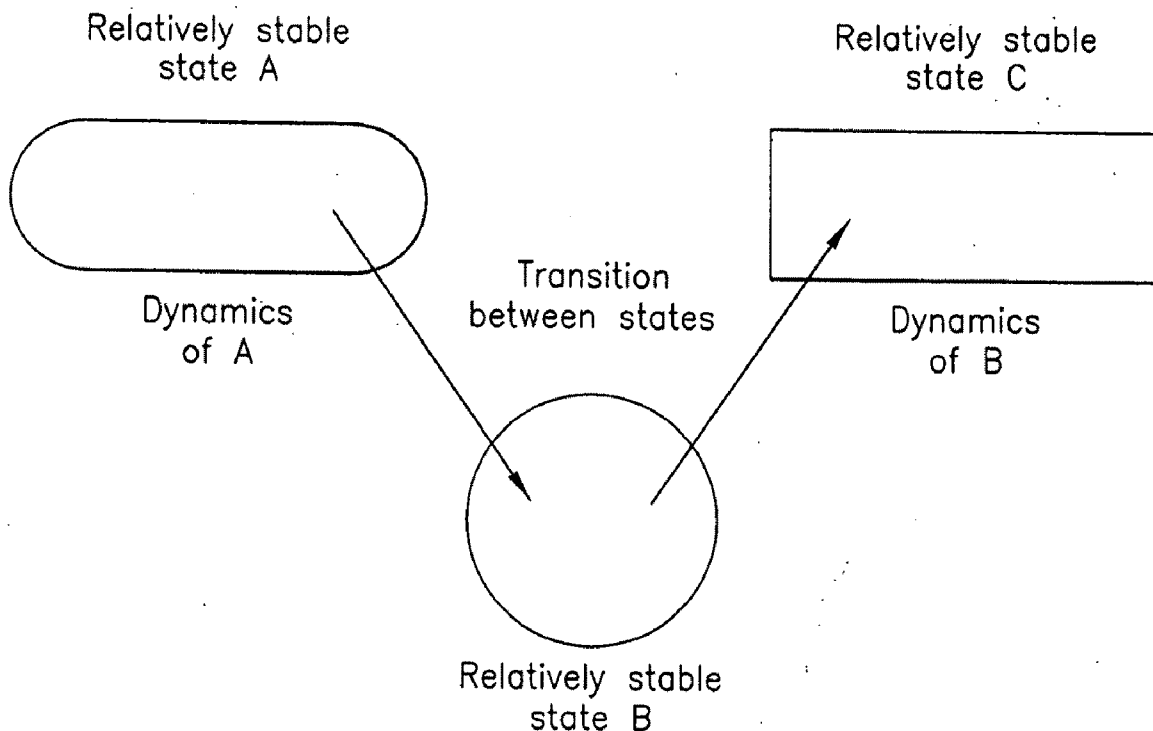 Relatively stable
state A
Relatively stable
state C
Dynamics
of A
Transition
between states
Dynamics
of B
Relatively stable
state B